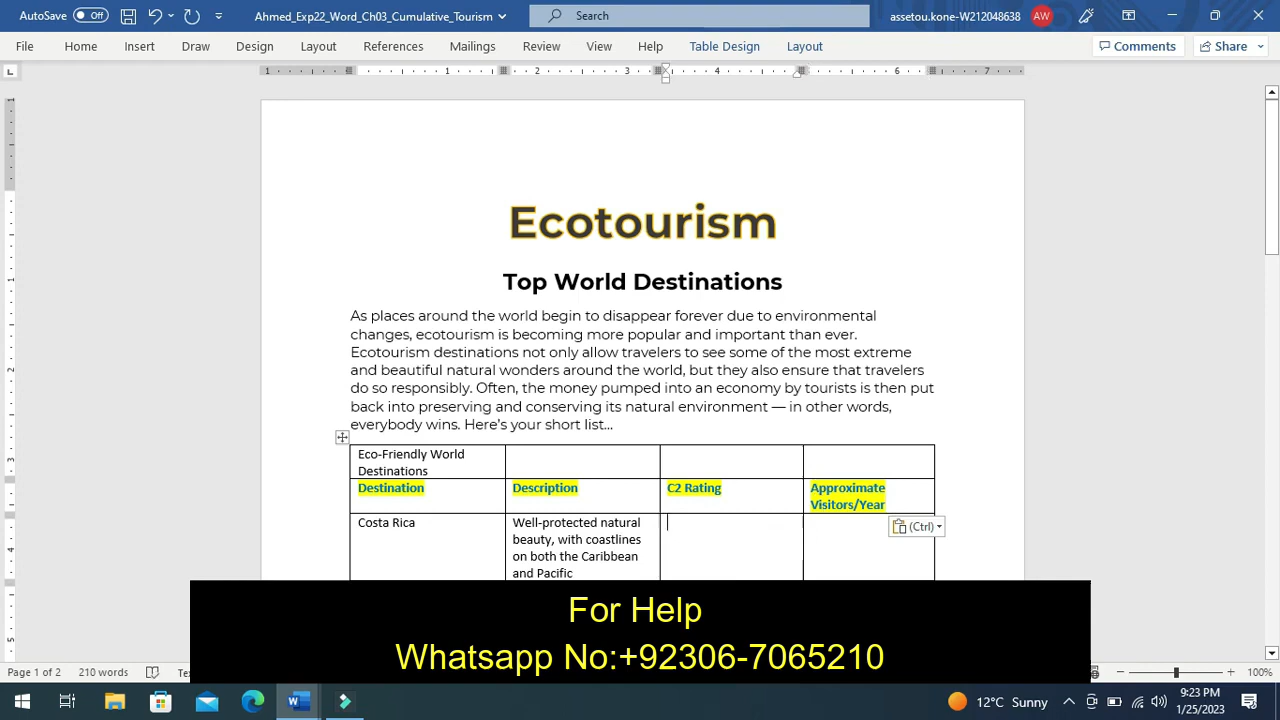 AutoSave Off Ahmed_Exp22_Word_Ch03_Cumulative_Tourism Search assetou.kone-W212048638 AW
File Home Insert Draw Design Layout References Mailings Review View Help Table Design Layout Comments Share
1 1 2 3 6 7
Ecotourism
Top World Destinations
As places around the world begin to disappear forever due to environmental
changes, ecotourism is becoming more popular and important than ever.
Ecotourism destinations not only allow travelers to see some of the most extreme
and beautiful natural wonders around the world, but they also ensure that travelers
do so responsibly. Often, the money pumped into an economy by tourists is then put
back into preserving and conserving its natural environment — in other words,
everybody wins. Here’s your short list...
Eco-Friendly World
Destinations
Destination Description C2 Rating Approximate
Visitors/Year
Costa Rica Well-protected natural (Ctrl)
beauty, with coastlines
on both the Caribbean
and Pacific
For Help
Whatsapp No:+92306-7065210
Page 1 of 2 210 words 100%
12°C Sunny 9:23 PM
1/25/2023